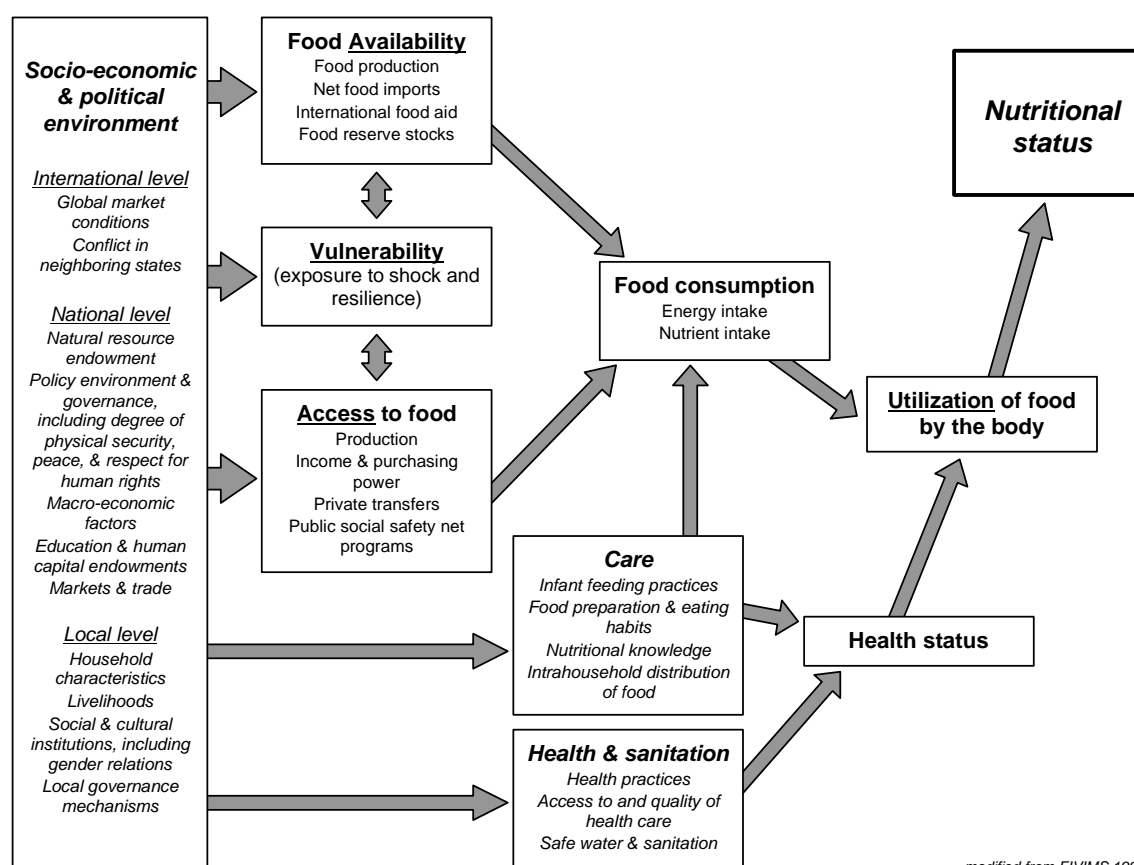 Socio-economic
& political
environment
International level
Global market
conditions
Conflict in
neighboring states
National level
Natural resource
endowment
Policy environment &
governance,
including degree of
physical security,
peace, & respect for
human rights
Macro-economic
factors
Education & human
capital endowments
Markets & trade
Local level
Household
characteristics
Livelihoods
Social & cultural
institutions, including
gender relations
Local governance
mechanisms
Food Availability
Food production
Net food imports
International food aid
Food reserve stocks
Vulnerability
(exposure to shock and
resilience)
Access to food
Production
Income & purchasing
power
Private transfers
Public social safety net
programs
Care
Infant feeding practices
Food preparation & eating
habits
Nutritional knowledge
Intrahousehold distribution
of food
Health & sanitation
Health practices
Access to and quality of
health care
Safe water & sanitation
Food consumption
Energy intake
Nutrient intake
Health status
Utilization of food
by the body
Nutritional
status
modified from